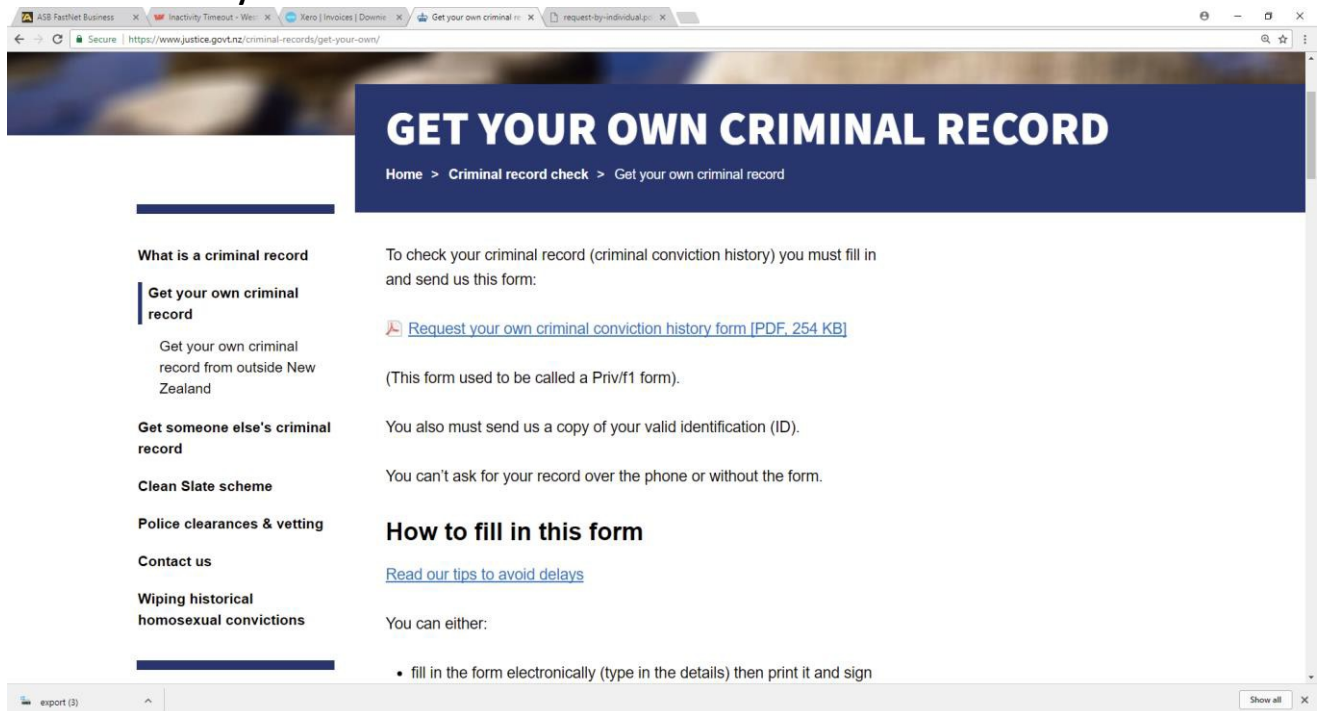 ASB FastNet Business
Inactivity Timeout - West
Xero | Invoices | Downie
Get your own criminal re
request-by-individual.pd
Secure | https://www.justice.govt.nz/criminal-records/get-your-own/
GET YOUR OWN CRIMINAL RECORD
Home > Criminal record check > Get your own criminal record
What is a criminal record
Get your own criminal
record
Get your own criminal
record from outside New
Zealand
Get someone else's criminal
record
Clean Slate scheme
Police clearances & vetting
Contact us
Wiping historical
homosexual convictions
To check your criminal record (criminal conviction history) you must fill in
and send us this form:
Request your own criminal conviction history form [PDF, 254 KB]
(This form used to be called a Priv/f1 form).
You also must send us a copy of your valid identification (ID).
You can't ask for your record over the phone or without the form.
How to fill in this form
Read our tips to avoid delays
You can either:
• fill in the form electronically (type in the details) then print it and sign
export (3)
Show all